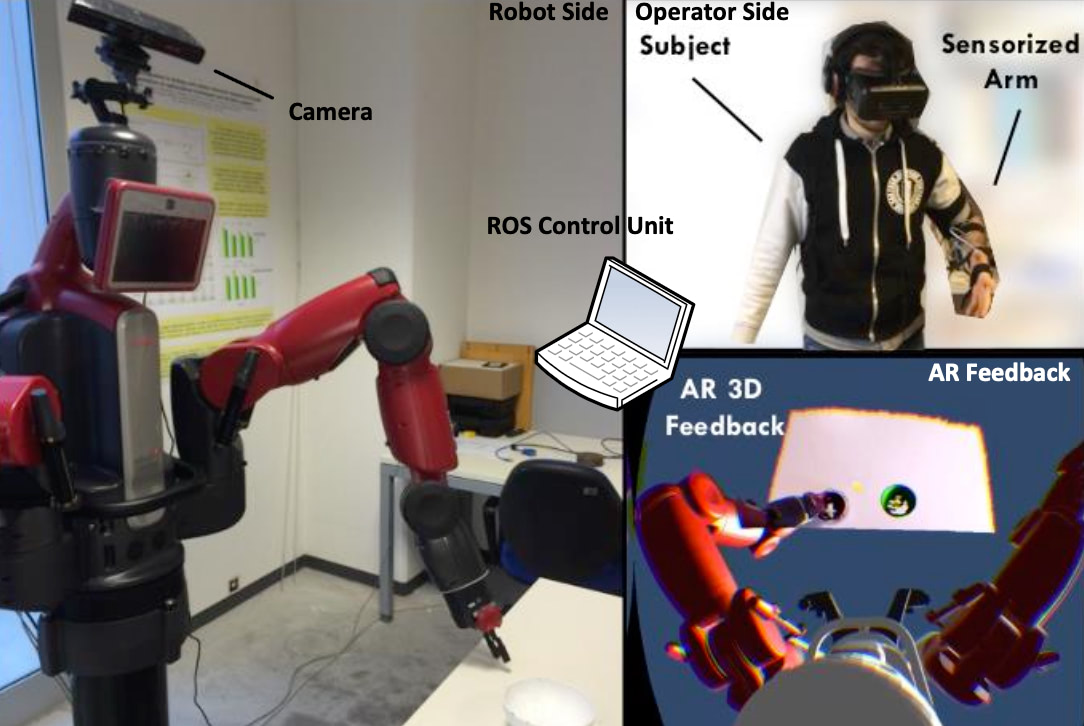 Robot Side
Operator Side
Subject
Sensorized
Arm
Camera
ROS Control Unit
AR Feedback
AR 3D
Feedback